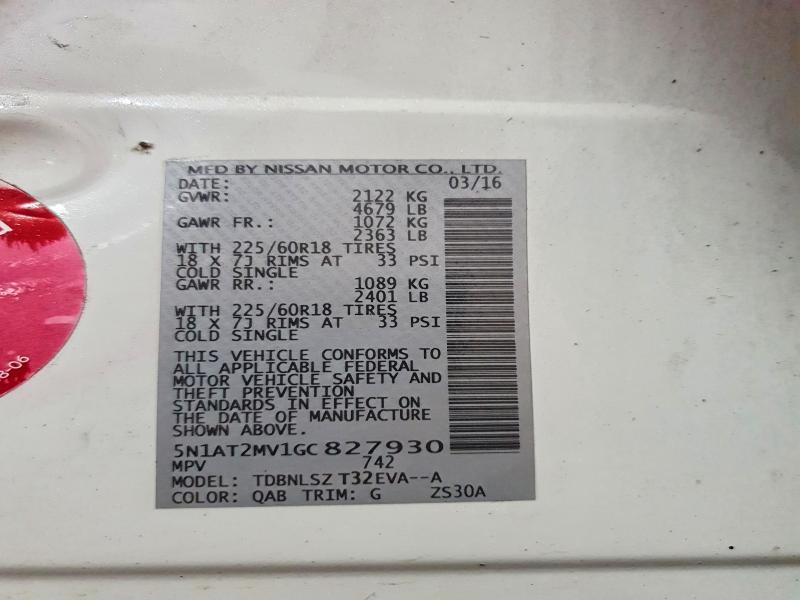 MFD BY NISSAN MOTOR CO., LTD.
DATE: 03/16
GVWR: 2122 KG
4679 LB
GAWR FR.: 1072 KG
2363 LB
WITH 225/60R18 TIRES
18 X 7J RIMS AT 33 PSI
COLD SINGLE
GAWR RR.: 1089 KG
2401 LB
WITH 225/60R18 TIRES
18 X 7J RIMS AT 33 PSI
COLD SINGLE
THIS VEHICLE CONFORMS TO
ALL APPLICABLE FEDERAL
MOTOR VEHICLE SAFETY AND
THEFT PREVENTION
STANDARDS IN EFFECT ON
THE DATE OF MANUFACTURE
SHOWN ABOVE.
5N1AT2MV1GC827930
MPV 742
MODEL: TDBNLSZ T32EVA--A
COLOR: QAB TRIM: G ZS30A